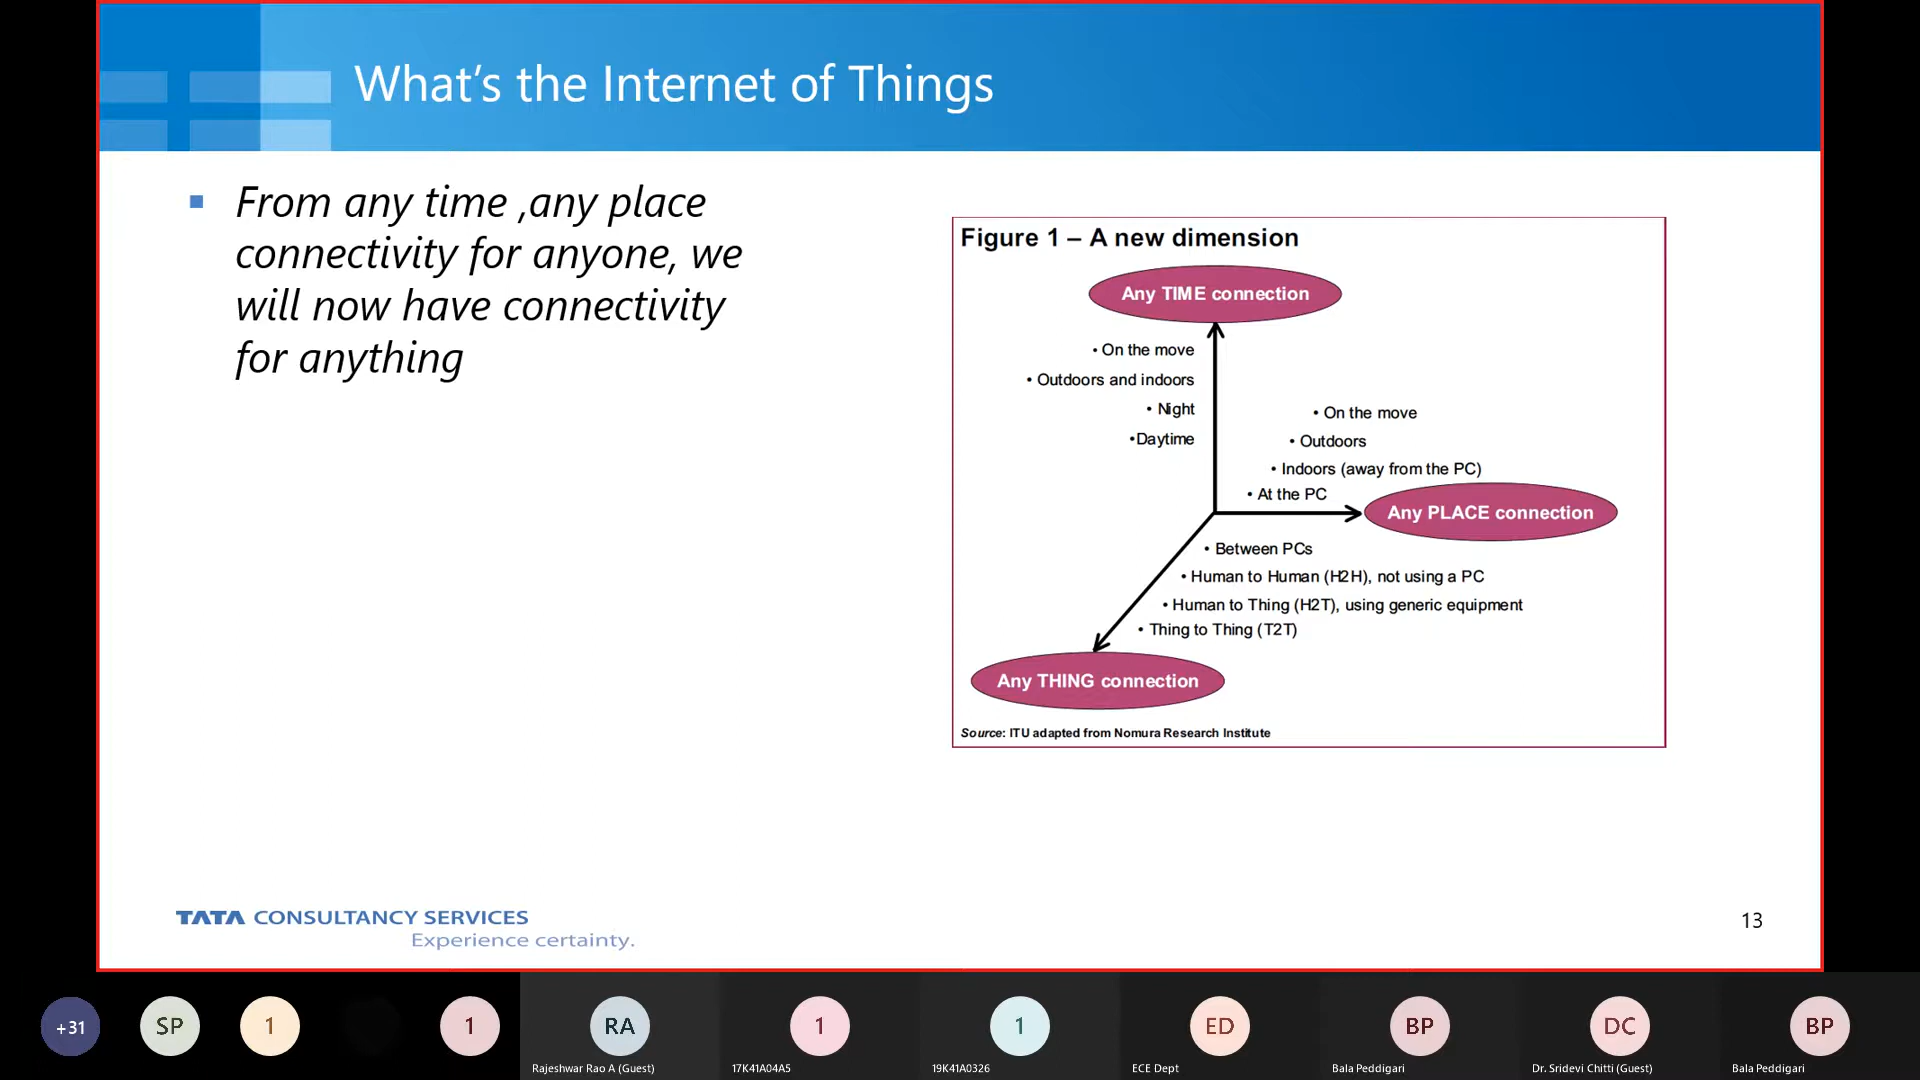 What's the Internet of Things
From any time ,any place
connectivity for anyone, we
will now have connectivity
for anything
Figure 1 – A new dimension
Any TIME connection
• On the move
• Outdoors and indoors
• Night
•Daytime
• On the move
• Outdoors
• Indoors (away from the PC)
• At the PC
Any PLACE connection
• Between PCs
• Human to Human (H2H), not using a PC
• Human to Thing (H2T), using generic equipment
• Thing to Thing (T2T)
Any THING connection
Source: ITU adapted from Nomura Research Institute
TATA CONSULTANCY SERVICES
Experience certainty.
13
+31
SP
1
1
RA
1
1
ED
BP
DC
BP
Rajeshwar Rao A (Guest)
17K41A04A5
19K41A0326
ECE Dept
Bala Peddigari
Dr. Sridevi Chitti (Guest)
Bala Peddigari